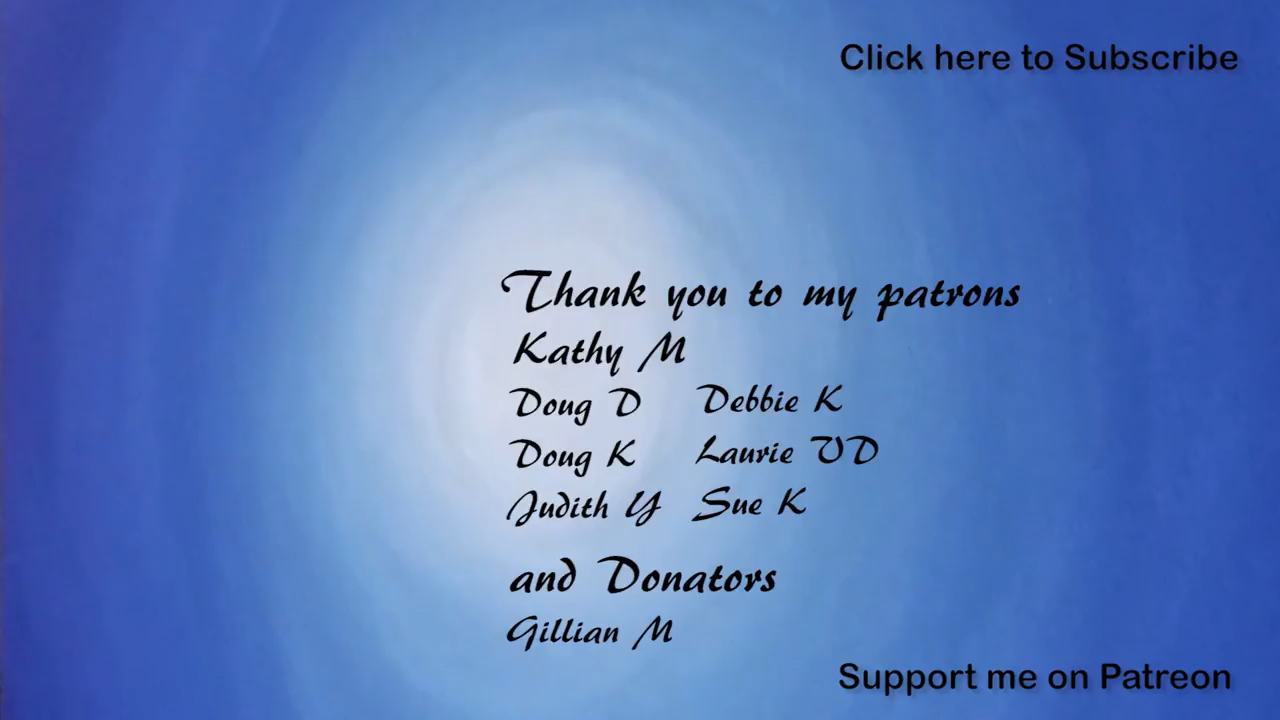 Click here to Subscribe
Thank you to my patrons
Kathy M
Doug D Debbie K
Doug K Laurie VD
Judith Y Sue K
and Donators
Gillian M
Support me on Patreon